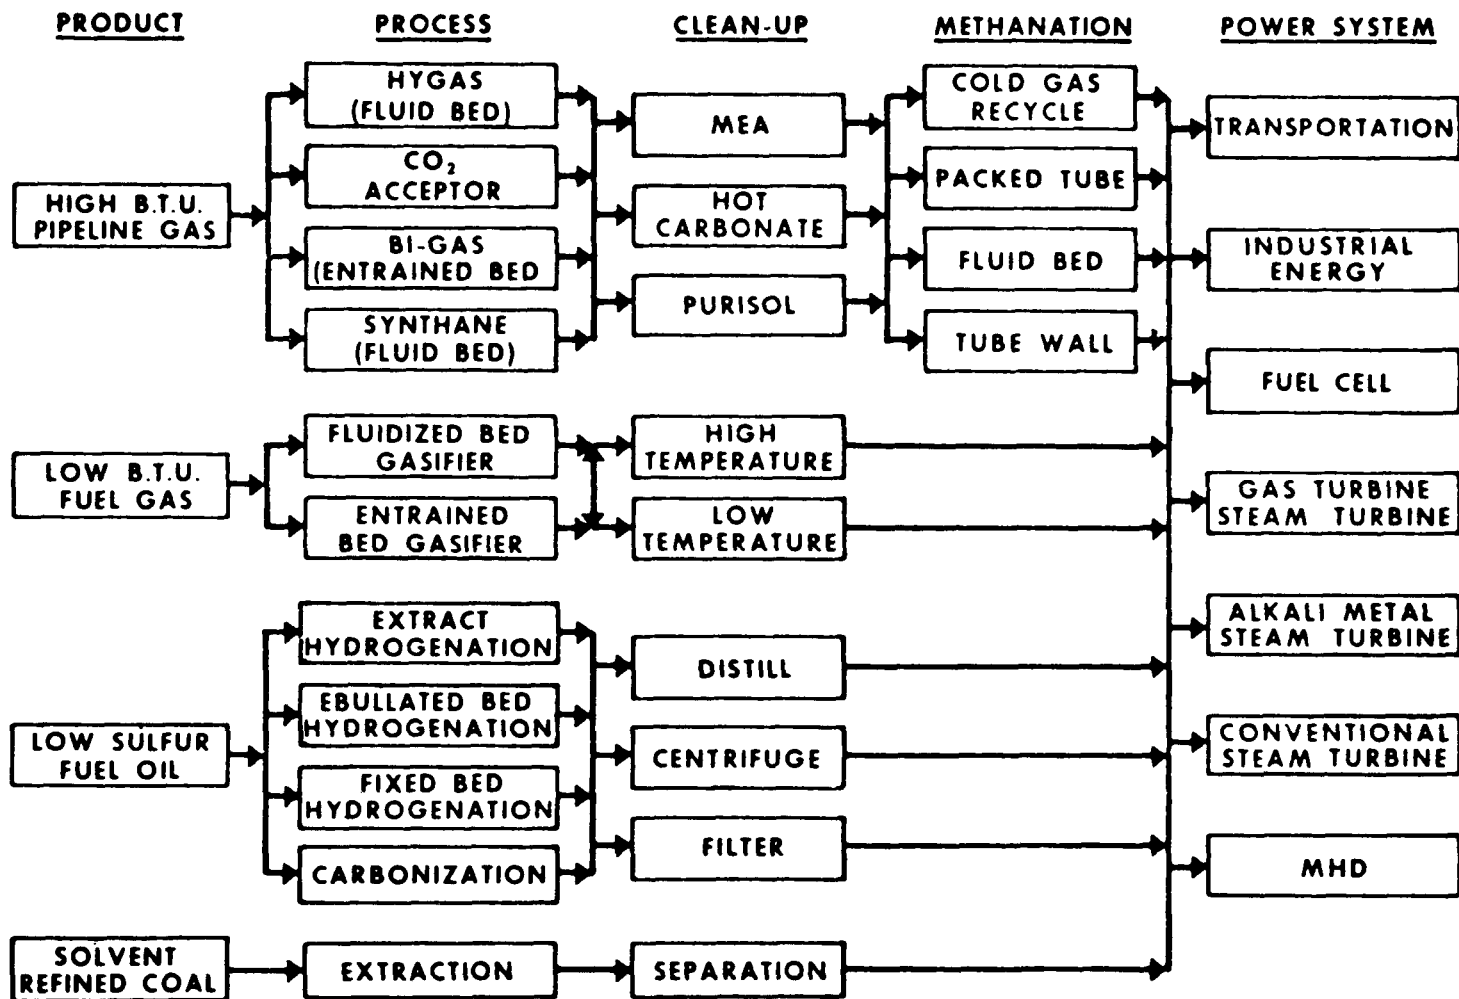 PRODUCT
PROCESS
CLEAN-UP
METHANATION
POWER SYSTEM
HIGH B.T.U.
PIPELINE GAS
HYGAS
(FLUID BED)
CO₂
ACCEPTOR
BI-GAS
(ENTRAINED BED
SYNTHANE
(FLUID BED)
MEA
HOT
CARBONATE
PURISOL
COLD GAS
RECYCLE
PACKED TUBE
FLUID BED
TUBE WALL
LOW B.T.U.
FUEL GAS
FLUIDIZED BED
GASIFIER
ENTRAINED
BED GASIFIER
HIGH
TEMPERATURE
LOW
TEMPERATURE
LOW SULFUR
FUEL OIL
EXTRACT
HYDROGENATION
EBULLATED BED
HYDROGENATION
FIXED BED
HYDROGENATION
CARBONIZATION
DISTILL
CENTRIFUGE
FILTER
SOLVENT
REFINED COAL
EXTRACTION
SEPARATION
TRANSPORTATION
INDUSTRIAL
ENERGY
FUEL CELL
GAS TURBINE
STEAM TURBINE
ALKALI METAL
STEAM TURBINE
CONVENTIONAL
STEAM TURBINE
MHD